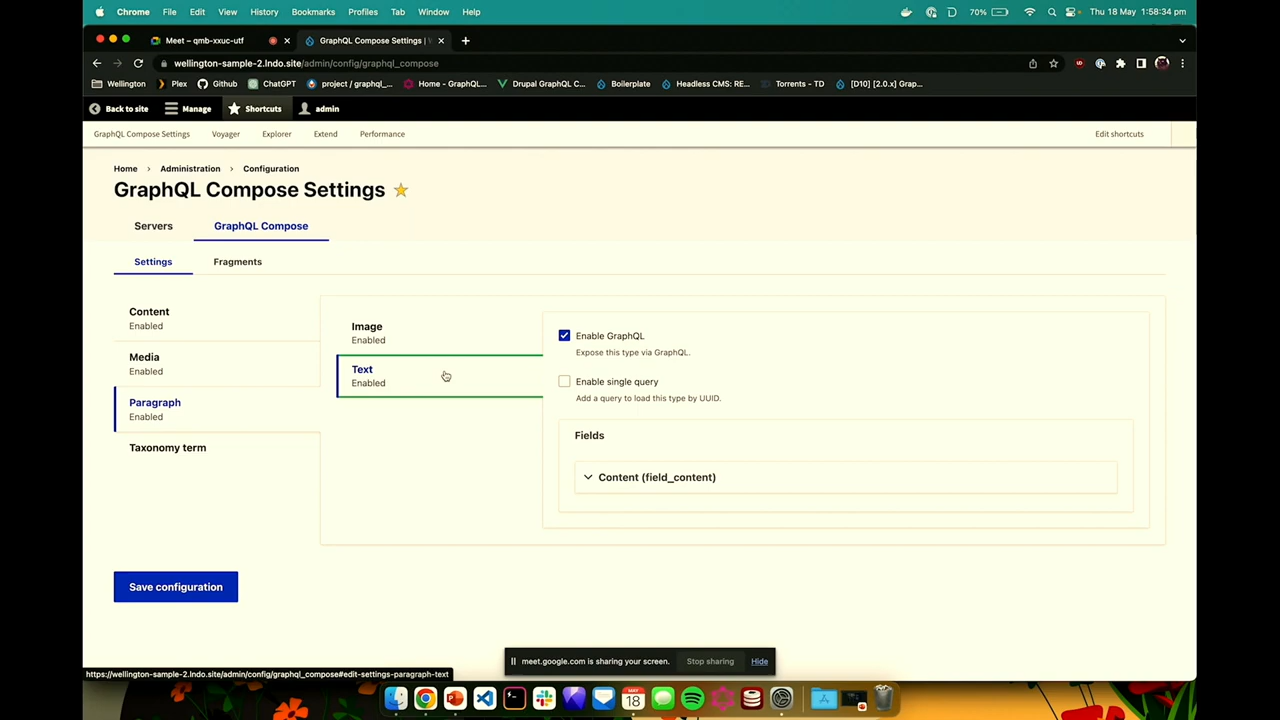 Chrome File Edit View History Bookmarks Profiles Tab Window Help 70% Thu 18 May 1:58:34 pm
Meet – qmb-xxuc-utf GraphQL Compose Settings |
wellington-sample-2.lndo.site/admin/config/graphql_compose
Wellington Plex Github ChatGPT project / graphql_... Home - GraphQL... Drupal GraphQL C... Boilerplate Headless CMS: RE... Torrents - TD [D10] [2.0.x] Grap...
Back to site Manage Shortcuts admin
GraphQL Compose Settings Voyager Explorer Extend Performance Edit shortcuts
Home › Administration › Configuration
GraphQL Compose Settings
Servers GraphQL Compose
Settings Fragments
Content
Enabled
Media
Enabled
Paragraph
Enabled
Taxonomy term
Image
Enabled
Text
Enabled
Enable GraphQL
Expose this type via GraphQL.
Enable single query
Add a query to load this type by UUID.
Fields
Content (field_content)
Save configuration
meet.google.com is sharing your screen. Stop sharing Hide
https://wellington-sample-2.lndo.site/admin/config/graphql_compose#edit-settings-paragraph-text
MAY
18